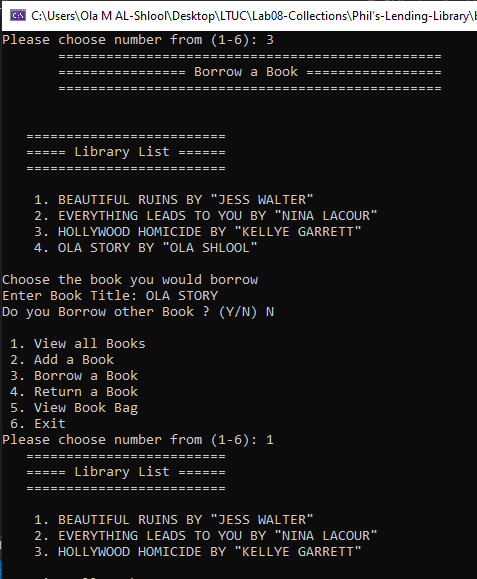 C:\Users\Ola M AL-Shlool\Desktop\LTUC\Lab08-Collections\Phil's-Lending-Library\
Please choose number from (1-6): 3
================================================
================ Borrow a Book =================
================================================
=========================
===== Library List ======
=========================
1. BEAUTIFUL RUINS BY "JESS WALTER"
2. EVERYTHING LEADS TO YOU BY "NINA LACOUR"
3. HOLLYWOOD HOMICIDE BY "KELLYE GARRETT"
4. OLA STORY BY "OLA SHLOOL"
Choose the book you would borrow
Enter Book Title: OLA STORY
Do you Borrow other Book ? (Y/N) N
1. View all Books
2. Add a Book
3. Borrow a Book
4. Return a Book
5. View Book Bag
6. Exit
Please choose number from (1-6): 1
=========================
===== Library List ======
=========================
1. BEAUTIFUL RUINS BY "JESS WALTER"
2. EVERYTHING LEADS TO YOU BY "NINA LACOUR"
3. HOLLYWOOD HOMICIDE BY "KELLYE GARRETT"